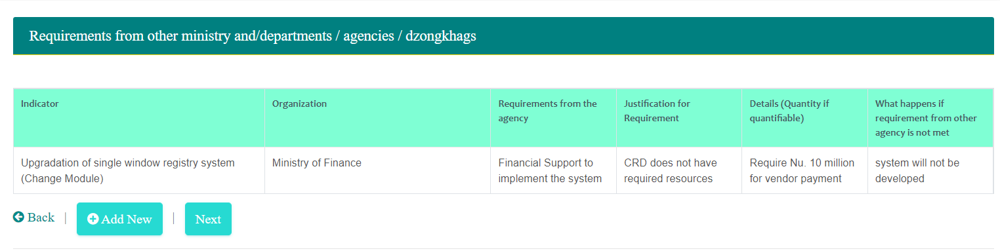 Requirements from other ministry and/departments / agencies / dzongkhags
Indicator
Organization
Requirements from the
agency
Justification for
Requirement
Details (Quantity if
quantifiable)
What happens if
requirement from other
agency is not met
Upgradation of single window registry system
(Change Module)
Ministry of Finance
Financial Support to
implement the system
CRD does not have
required resources
Require Nu. 10 million
for vendor payment
system will not be
developed
Back | Add New | Next